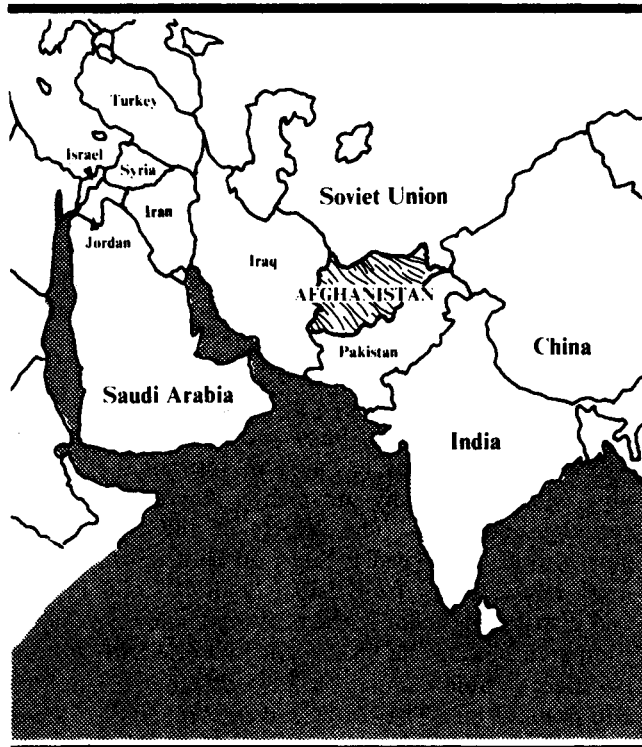 Turkey
Israel
Syria
Soviet Union
Iran
Jordan
Iraq
AFGHANISTAN
Pakistan
China
Saudi Arabia
India